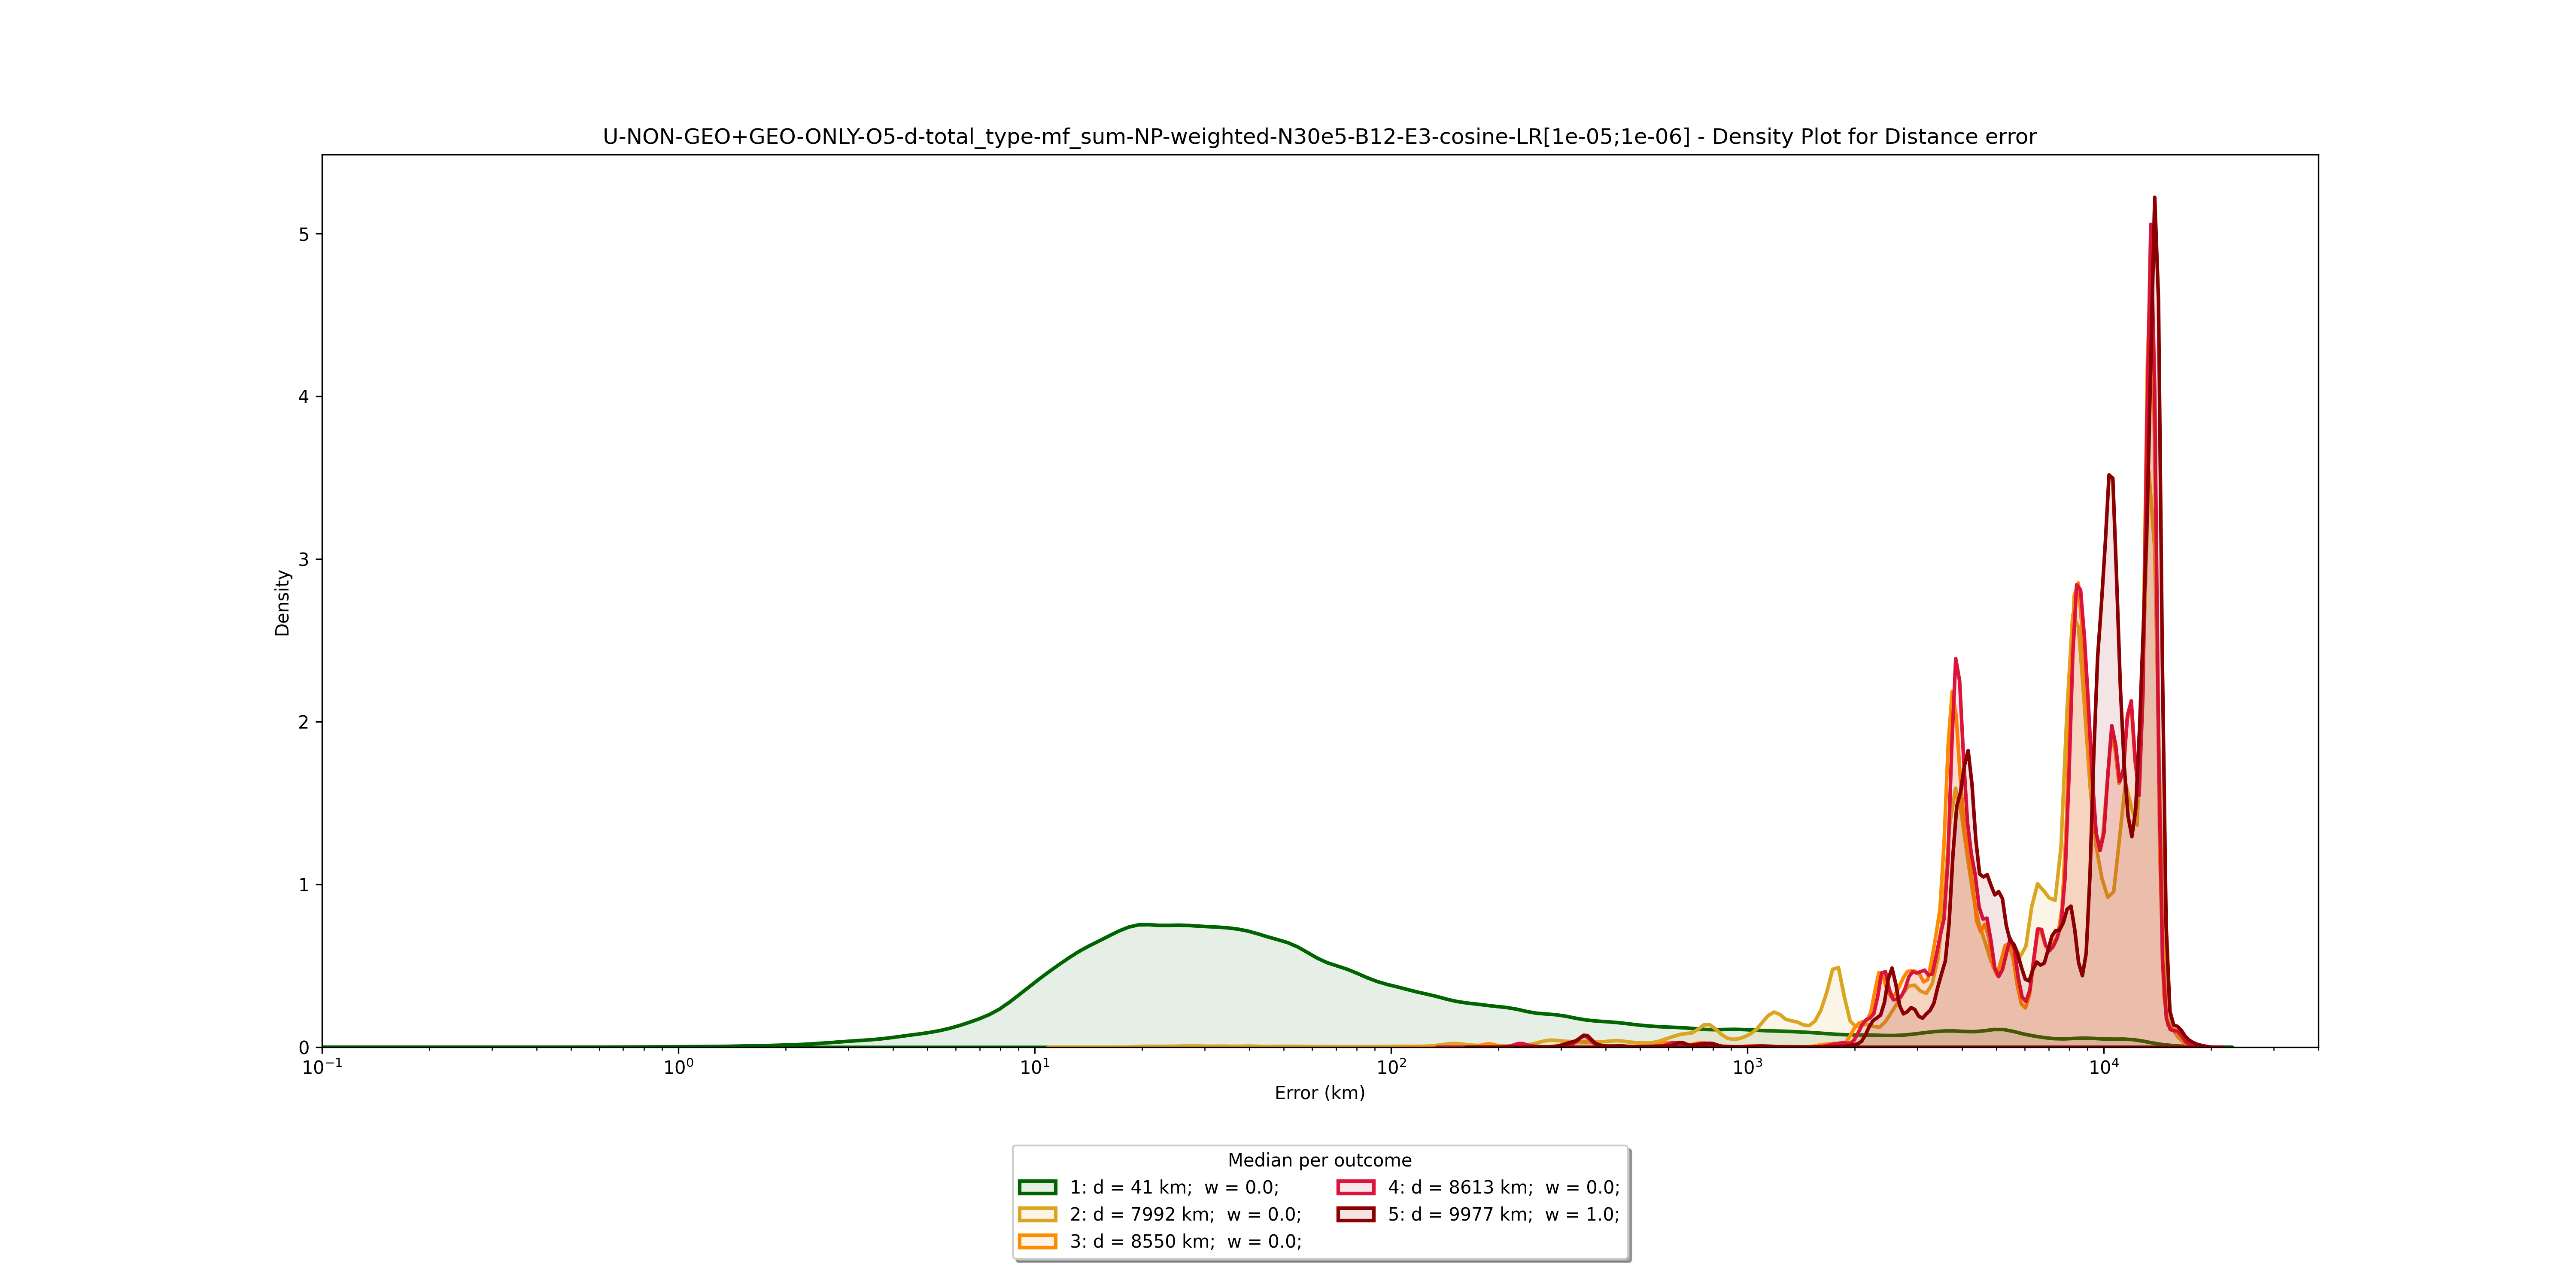 U-NON-GEO+GEO-ONLY-O5-d-total_type-mf_sum-NP-weighted-N30e5-B12-E3-cosine-LR[1e-05;1e-06] - Density Plot for Distance error
5
4
3
2
1
0
Density
10⁻¹ 10⁰ 10¹ 10² 10³ 10⁴
Error (km)
Median per outcome
1: d = 41 km;  w = 0.0;
2: d = 7992 km;  w = 0.0;
3: d = 8550 km;  w = 0.0;
4: d = 8613 km;  w = 0.0;
5: d = 9977 km;  w = 1.0;